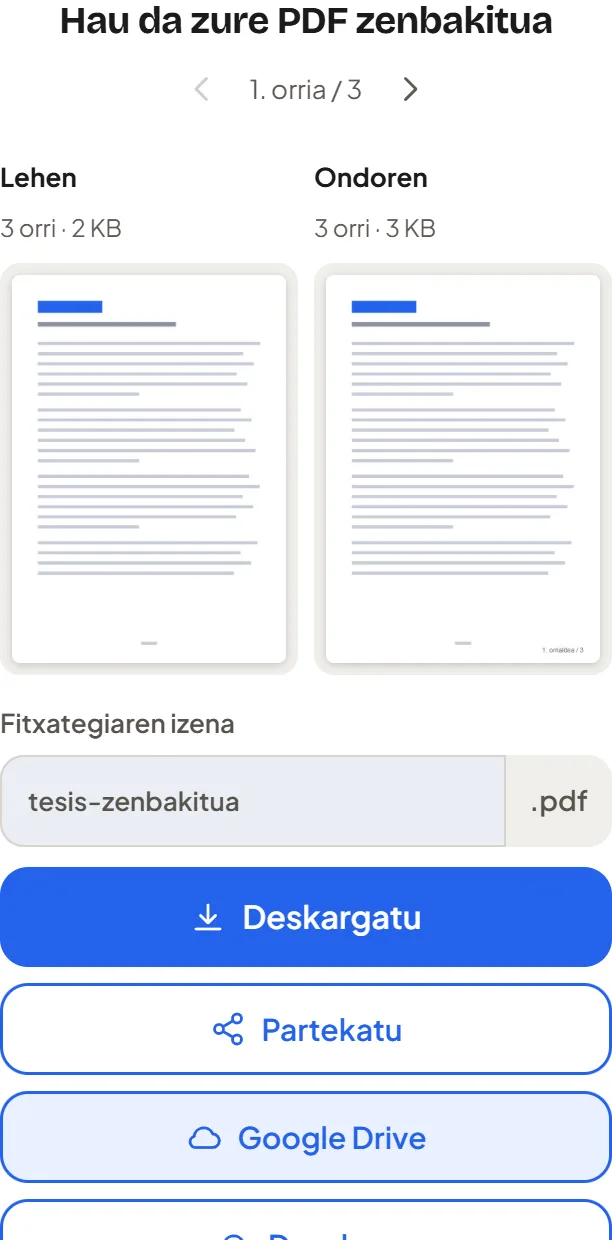 Hau da zure PDF zenbakitua
1. orria / 3
Lehen
3 orri · 2 KB
Ondoren
3 orri · 3 KB
1. orrialdea / 3
Fitxategiaren izena
tesis-zenbakitua
.pdf
Deskargatu
Partekatu
Google Drive